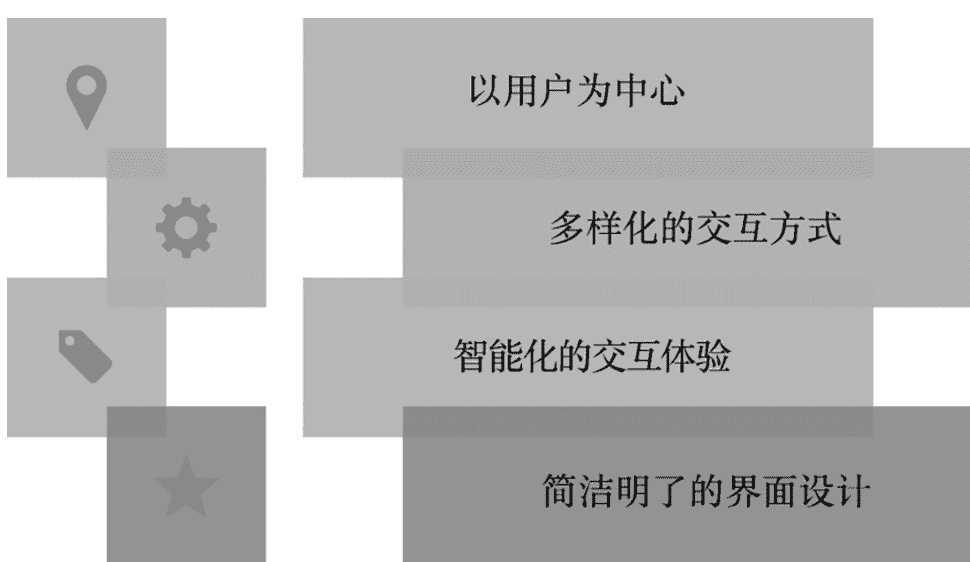 以用户为中心
多样化的交互方式
智能化的交互体验
简洁明了的界面设计